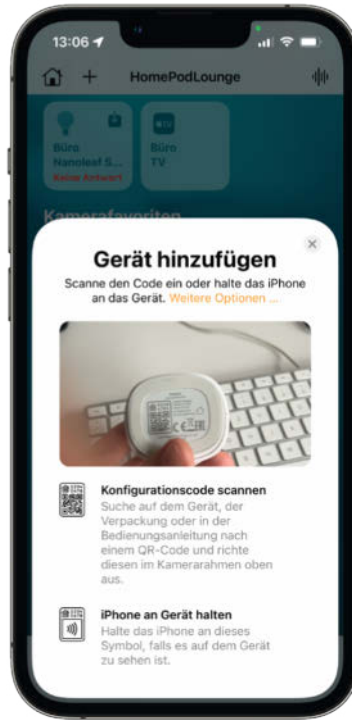 13:06
HomePodLounge
Büro
Nanoleaf S...
Keine Antwort
Büro
TV
Kamerafavoriten
Gerät hinzufügen
Scanne den Code ein oder halte das iPhone
an das Gerät. Weitere Optionen ...
Konfigurationscode scannen
Suche auf dem Gerät, der
Verpackung oder in der
Bedienungsanleitung nach
einem QR-Code und richte
diesen im Kamerarahmen oben
aus.
iPhone an Gerät halten
Halte das iPhone an dieses
Symbol, falls es auf dem Gerät
zu sehen ist.